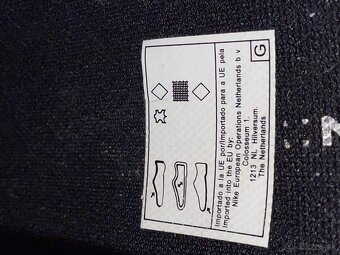 Importado a la UE por/Importado para a UE pela
Imported into the EU by:
Nike European Operations Netherlands b v
Colosseum 1.
1213 NL Hilversum.
The Netherlands
G